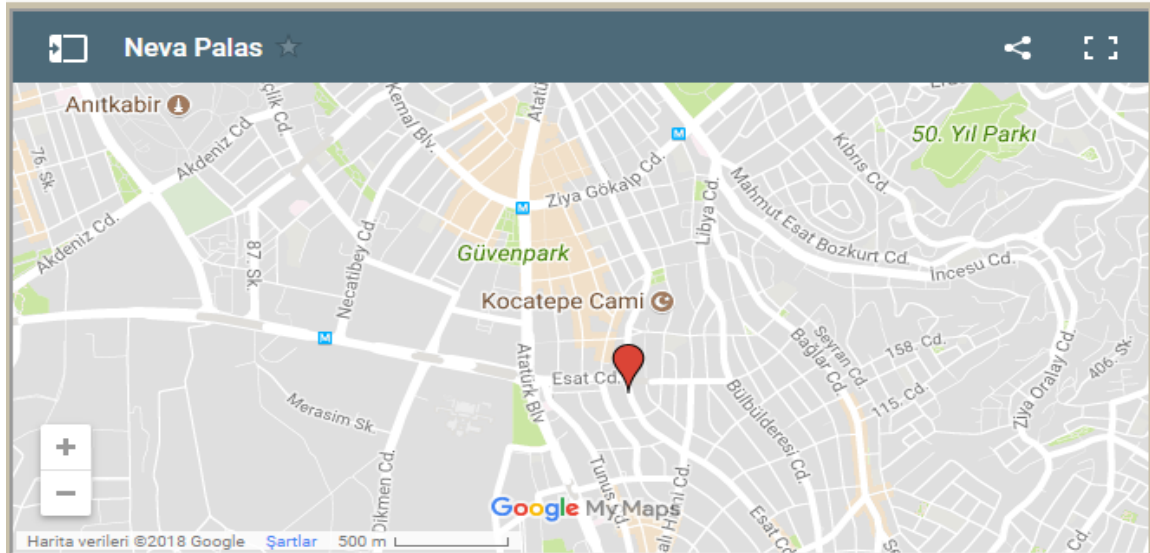 Neva Palas
Anıtkabir
Kemal Blv.
Akdeniz Cd.
76. Sk.
50. Yıl Parkı
Kıbrıs Cd.
M
Ziya Gökalp Cd.
Libya Cd.
Mahmut Esat Bozkurt Cd.
M
Akdeniz Cd.
87. Sk.
Necatibey Cd.
Güvenpark
İncesu Cd.
Kocatepe Cami
M
Atatürk Blv
Esat Cd.
Bağlar Cd.
Seyran Cd.
158. Cd.
406. Sk.
Ziya Oralay Cd.
115. Cd.
Bülbülderesi Cd.
Merasim Sk.
Dikmen Cd.
+
−
Google My Maps
Esat Cd.
Harita verileri ©2018 Google Şartlar 500 m